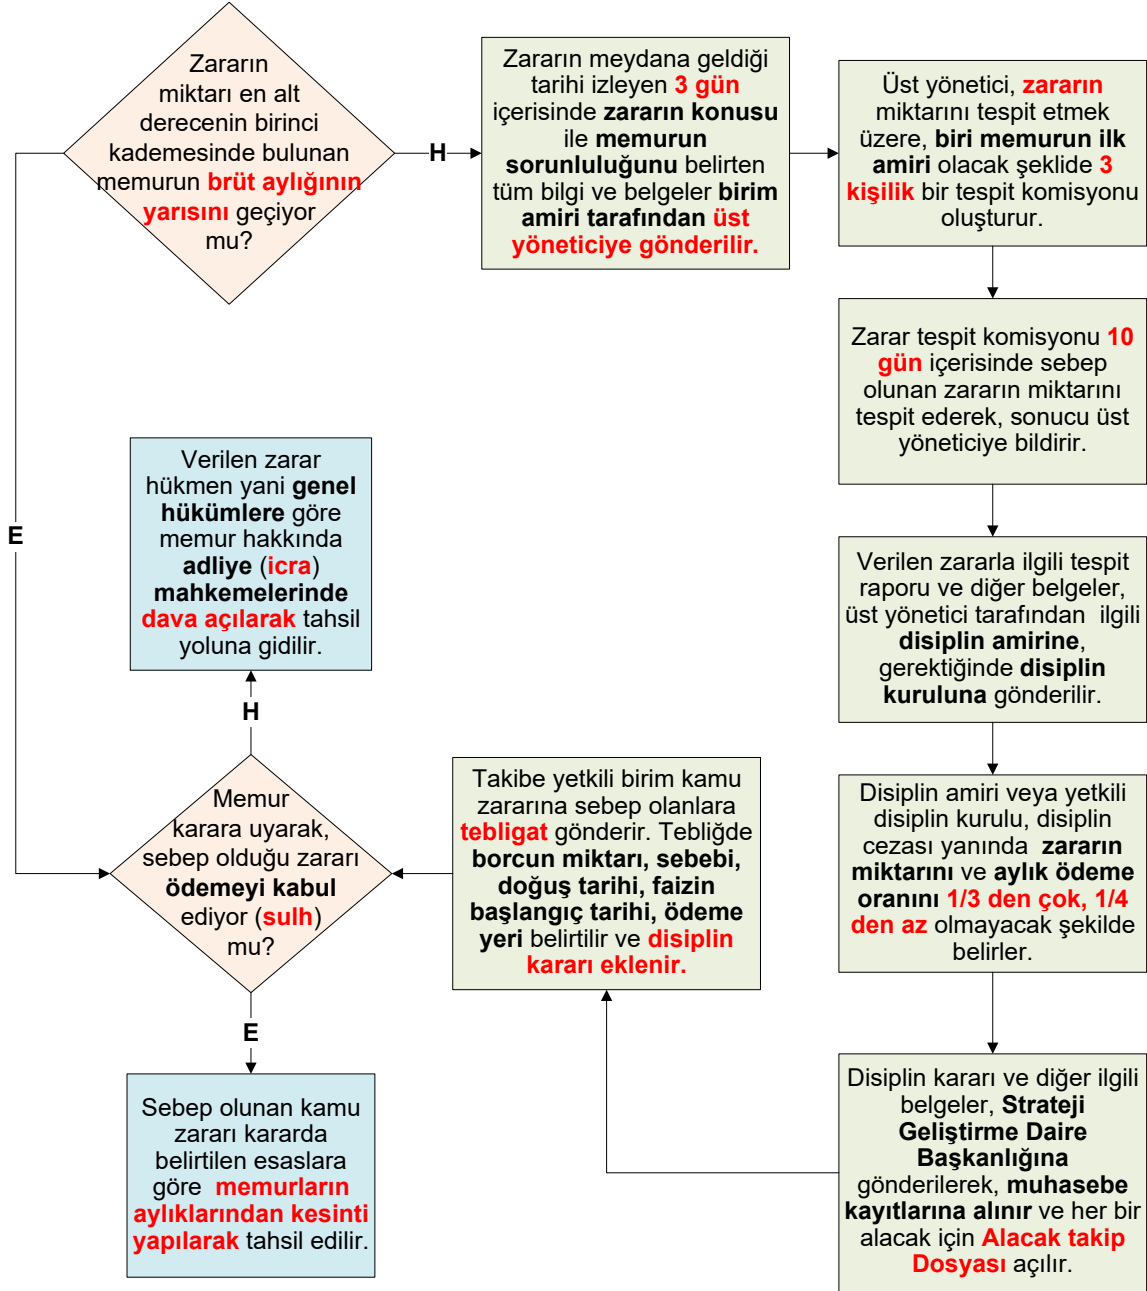 Zararın
miktarı en alt
derecenin birinci
kademesinde bulunan
memurun brüt aylığının
yarısını geçiyor
mu?
H
Zararın meydana geldiği
tarihi izleyen 3 gün
içerisinde zararın konusu
ile memurun
sorunluluğunu belirten
tüm bilgi ve belgeler birim
amiri tarafından üst
yöneticiye gönderilir.
Üst yönetici, zararın
miktarını tespit etmek
üzere, biri memurun ilk
amiri olacak şeklide 3
kişilik bir tespit komisyonu
oluşturur.
Zarar tespit komisyonu 10
gün içerisinde sebep
olunan zararın miktarını
tespit ederek, sonucu üst
yöneticiye bildirir.
Verilen zararla ilgili tespit
raporu ve diğer belgeler,
üst yönetici tarafından ilgili
disiplin amirine,
gerektiğinde disiplin
kuruluna gönderilir.
Disiplin amiri veya yetkili
disiplin kurulu, disiplin
cezası yanında zararın
miktarını ve aylık ödeme
oranını 1/3 den çok, 1/4
den az olmayacak şekilde
belirler.
Disiplin kararı ve diğer ilgili
belgeler, Strateji
Geliştirme Daire
Başkanlığına
gönderilerek, muhasebe
kayıtlarına alınır ve her bir
alacak için Alacak takip
Dosyası açılır.
Takibe yetkili birim kamu
zararına sebep olanlara
tebligat gönderir. Tebliğde
borcun miktarı, sebebi,
doğuş tarihi, faizin
başlangıç tarihi, ödeme
yeri belirtilir ve disiplin
kararı eklenir.
E
Memur
karara uyarak,
sebep olduğu zararı
ödemeyi kabul
ediyor (sulh)
mu?
H
Verilen zarar
hükmen yani genel
hükümlere göre
memur hakkında
adliye (icra)
mahkemelerinde
dava açılarak tahsil
yoluna gidilir.
E
Sebep olunan kamu
zararı kararda
belirtilen esaslara
göre memurların
aylıklarından kesinti
yapılarak tahsil edilir.